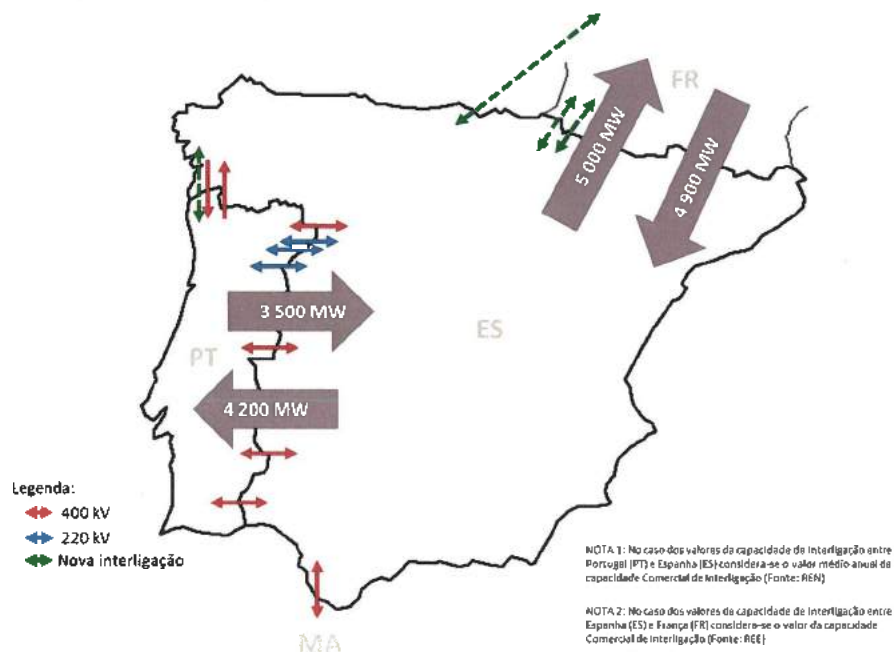 FR
5 000 MW
4 900 MW
3 500 MW
ES
PT
4 200 MW
Legenda:
400 kV
220 kV
Nova interligação
MA
NOTA 1: No caso dos valores da capacidade de Interligação entre
Portugal (PT) e Espanha (ES) considera-se o valor médio anual da
capacidade Comercial de Interligação (Fonte: REN)
NOTA 2: No caso dos valores da capacidade de Interligação entre
Espanha (ES) e França (FR) considera-se o valor da capacidade
Comercial de Interligação (Fonte: REE)